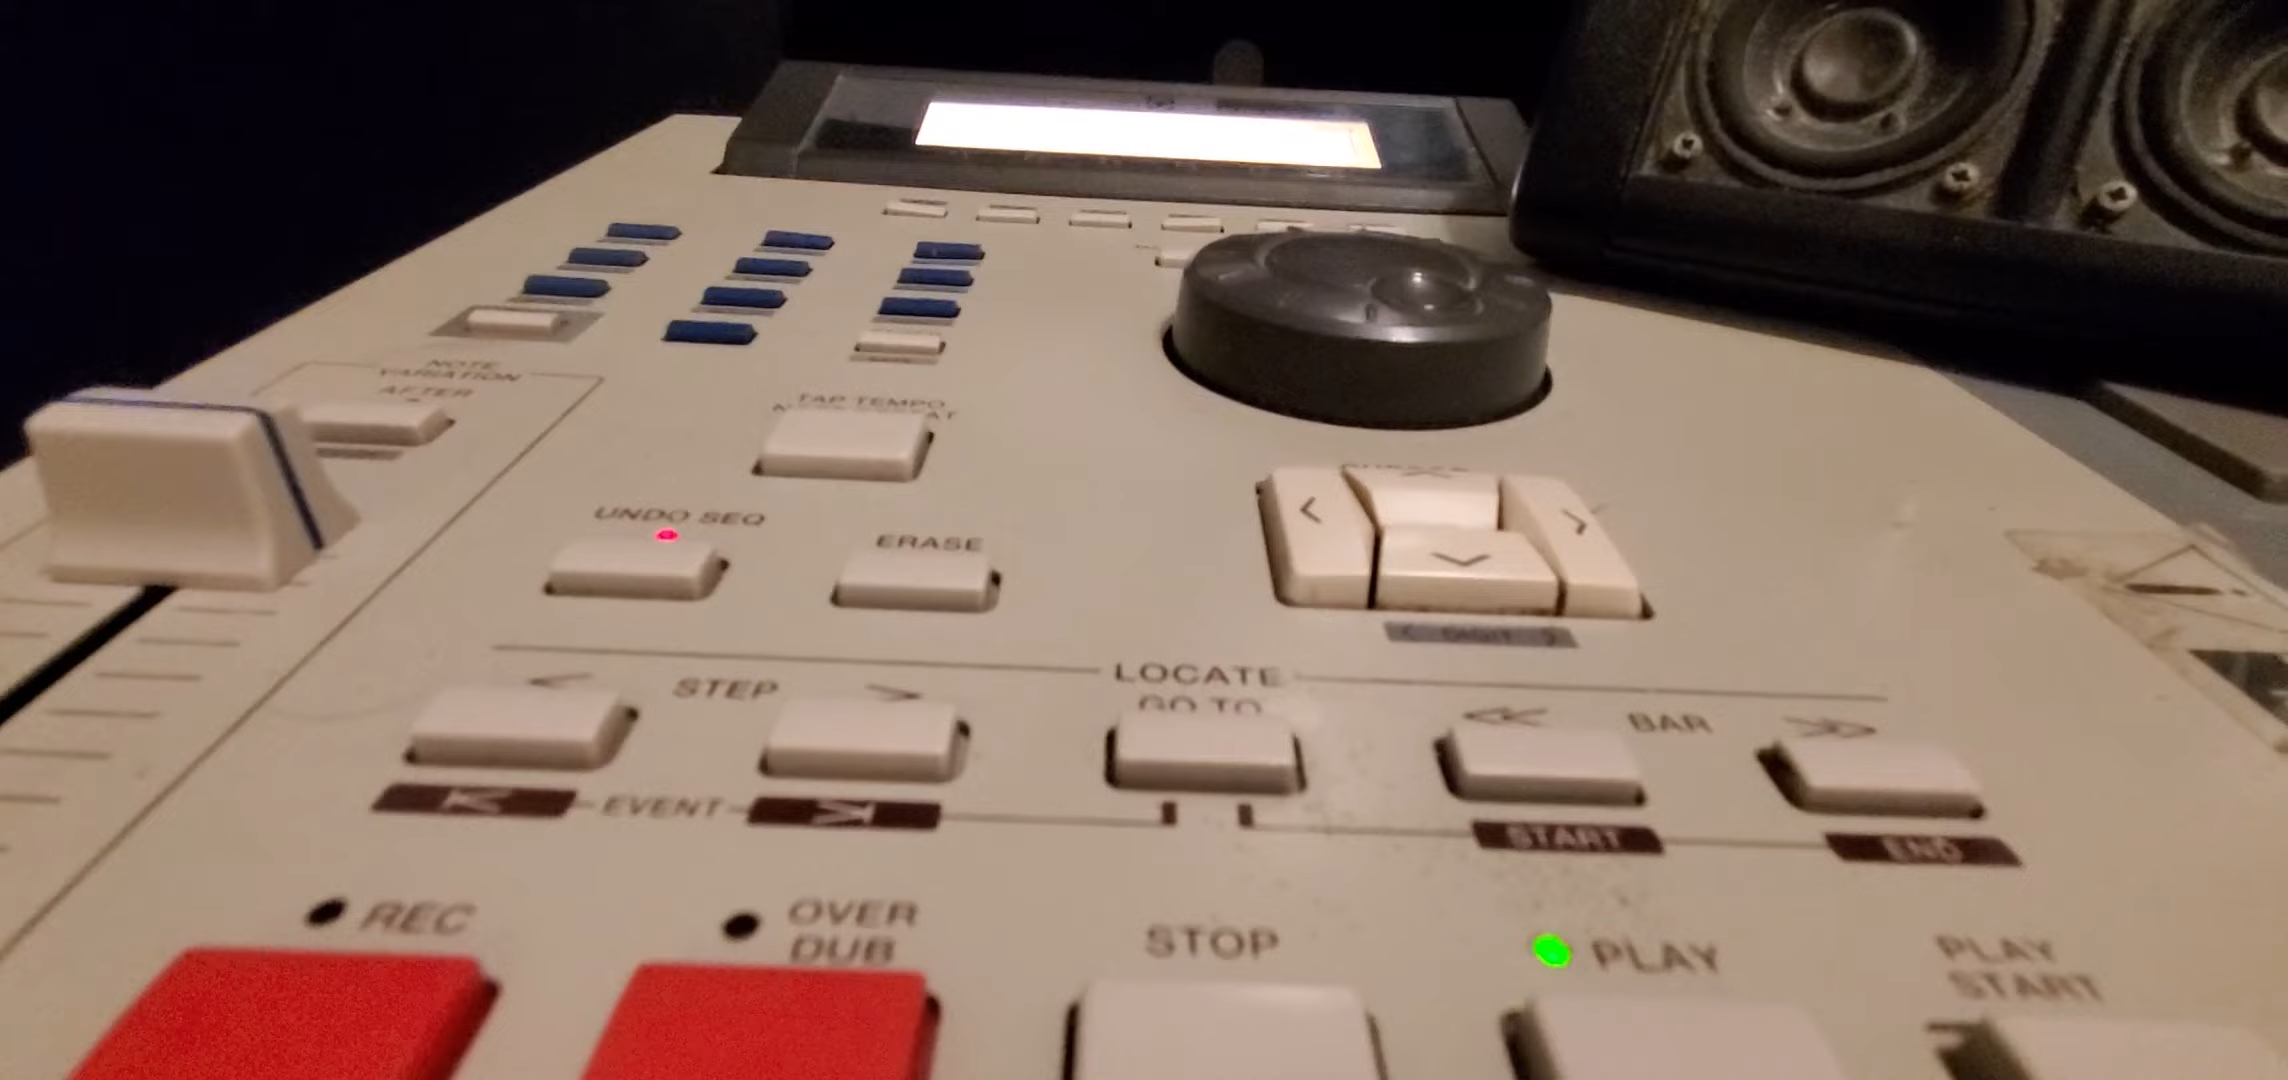 NOTE
VARIATION
AFTER
TAP TEMPO
UNDO SEQ
ERASE
< DIGIT >
LOCATE
< STEP >
GO TO
<< BAR >>
EVENT
START
END
REC
OVER
DUB
STOP
PLAY
PLAY
START